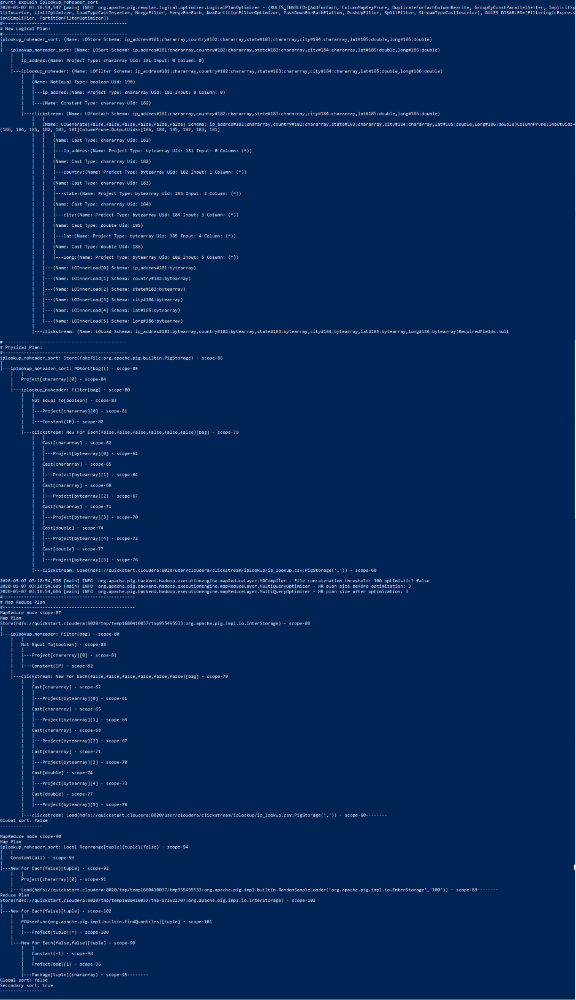 grunt> explain iplookup_noheader_sort
2020-05-07 03:10:54,547 [main] INFO  org.apache.pig.newplan.logical.optimizer.LogicalPlanOptimizer - {RULES_ENABLED=[AddForEach, ColumnMapKeyPrune, DuplicateForEachColumnRewrite, GroupByConstParallelSetter, ImplicitSp
litInserter, LimitOptimizer, LoadTypeCastInserter, MergeFilter, MergeForEach, NewPartitionFilterOptimizer, PushDownForEachFlatten, PushUpFilter, SplitFilter, StreamTypeCastInserter], RULES_DISABLED=[FilterLogicExpress
ionSimplifier, PartitionFilterOptimizer]}
#-----------------------------------------------
# New Logical Plan:
#-----------------------------------------------
iplookup_noheader_sort: (Name: LOStore Schema: ip_addres#181:chararray,country#182:chararray,state#183:chararray,city#184:chararray,lat#185:double,long#186:double)
|
|---iplookup_noheader_sort: (Name: LOSort Schema: ip_addres#181:chararray,country#182:chararray,state#183:chararray,city#184:chararray,lat#185:double,long#186:double)
    |   |
    |   ip_addres:(Name: Project Type: chararray Uid: 181 Input: 0 Column: 0)
    |
    |---iplookup_noheader: (Name: LOFilter Schema: ip_addres#181:chararray,country#182:chararray,state#183:chararray,city#184:chararray,lat#185:double,long#186:double)
        |   |
        |   (Name: NotEqual Type: boolean Uid: 190)
        |   |
        |   |---ip_addres:(Name: Project Type: chararray Uid: 181 Input: 0 Column: 0)
        |   |
        |   |---(Name: Constant Type: chararray Uid: 189)
        |
        |---clickstream: (Name: LOForEach Schema: ip_addres#181:chararray,country#182:chararray,state#183:chararray,city#184:chararray,lat#185:double,long#186:double)
            |   |
            |   (Name: LOGenerate[false,false,false,false,false,false] Schema: ip_addres#181:chararray,country#182:chararray,state#183:chararray,city#184:chararray,lat#185:double,long#186:double)ColumnPrune:InputUids=
[186, 184, 185, 182, 183, 181]ColumnPrune:OutputUids=[186, 184, 185, 182, 183, 181]
            |   |   |
            |   |   (Name: Cast Type: chararray Uid: 181)
            |   |   |
            |   |   |---ip_addres:(Name: Project Type: bytearray Uid: 181 Input: 0 Column: (*))
            |   |   |
            |   |   (Name: Cast Type: chararray Uid: 182)
            |   |   |
            |   |   |---country:(Name: Project Type: bytearray Uid: 182 Input: 1 Column: (*))
            |   |   |
            |   |   (Name: Cast Type: chararray Uid: 183)
            |   |   |
            |   |   |---state:(Name: Project Type: bytearray Uid: 183 Input: 2 Column: (*))
            |   |   |
            |   |   (Name: Cast Type: chararray Uid: 184)
            |   |   |
            |   |   |---city:(Name: Project Type: bytearray Uid: 184 Input: 3 Column: (*))
            |   |   |
            |   |   (Name: Cast Type: double Uid: 185)
            |   |   |
            |   |   |---lat:(Name: Project Type: bytearray Uid: 185 Input: 4 Column: (*))
            |   |   |
            |   |   (Name: Cast Type: double Uid: 186)
            |   |   |
            |   |   |---long:(Name: Project Type: bytearray Uid: 186 Input: 5 Column: (*))
            |   |
            |   |---(Name: LOInnerLoad[0] Schema: ip_addres#181:bytearray)
            |   |
            |   |---(Name: LOInnerLoad[1] Schema: country#182:bytearray)
            |   |
            |   |---(Name: LOInnerLoad[2] Schema: state#183:bytearray)
            |   |
            |   |---(Name: LOInnerLoad[3] Schema: city#184:bytearray)
            |   |
            |   |---(Name: LOInnerLoad[4] Schema: lat#185:bytearray)
            |   |
            |   |---(Name: LOInnerLoad[5] Schema: long#186:bytearray)
            |
            |---clickstream: (Name: LOLoad Schema: ip_addres#181:bytearray,country#182:bytearray,state#183:bytearray,city#184:bytearray,lat#185:bytearray,long#186:bytearray)RequiredFields:null

#-----------------------------------------------
# Physical Plan:
#-----------------------------------------------
iplookup_noheader_sort: Store(fakefile:org.apache.pig.builtin.PigStorage) - scope-86
|
|---iplookup_noheader_sort: POSort[bag]() - scope-85
    |   |
    |   Project[chararray][0] - scope-84
    |
    |---iplookup_noheader: Filter[bag] - scope-80
        |   |
        |   Not Equal To[boolean] - scope-83
        |   |
        |   |---Project[chararray][0] - scope-81
        |   |
        |   |---Constant(IP) - scope-82
        |
        |---clickstream: New For Each(false,false,false,false,false,false)[bag] - scope-79
            |   |
            |   Cast[chararray] - scope-62
            |   |
            |   |---Project[bytearray][0] - scope-61
            |   |
            |   Cast[chararray] - scope-65
            |   |
            |   |---Project[bytearray][1] - scope-64
            |   |
            |   Cast[chararray] - scope-68
            |   |
            |   |---Project[bytearray][2] - scope-67
            |   |
            |   Cast[chararray] - scope-71
            |   |
            |   |---Project[bytearray][3] - scope-70
            |   |
            |   Cast[double] - scope-74
            |   |
            |   |---Project[bytearray][4] - scope-73
            |   |
            |   Cast[double] - scope-77
            |   |
            |   |---Project[bytearray][5] - scope-76
            |
            |---clickstream: Load(hdfs://quickstart.cloudera:8020/user/cloudera/clickstream/iplookup/ip_lookup.csv:PigStorage(',')) - scope-60

2020-05-07 03:10:54,596 [main] INFO  org.apache.pig.backend.hadoop.executionengine.mapReduceLayer.MRCompiler - File concatenation threshold: 100 optimistic? false
2020-05-07 03:10:54,605 [main] INFO  org.apache.pig.backend.hadoop.executionengine.mapReduceLayer.MultiQueryOptimizer - MR plan size before optimization: 3
2020-05-07 03:10:54,606 [main] INFO  org.apache.pig.backend.hadoop.executionengine.mapReduceLayer.MultiQueryOptimizer - MR plan size after optimization: 3
#--------------------------------------------------
# Map Reduce Plan
#--------------------------------------------------
MapReduce node scope-87
Map Plan
Store(hdfs://quickstart.cloudera:8020/tmp/temp1680410037/tmp955495533:org.apache.pig.impl.io.InterStorage) - scope-88
|
|---iplookup_noheader: Filter[bag] - scope-80
    |   |
    |   Not Equal To[boolean] - scope-83
    |   |
    |   |---Project[chararray][0] - scope-81
    |   |
    |   |---Constant(IP) - scope-82
    |
    |---clickstream: New For Each(false,false,false,false,false,false)[bag] - scope-79
        |   |
        |   Cast[chararray] - scope-62
        |   |
        |   |---Project[bytearray][0] - scope-61
        |   |
        |   Cast[chararray] - scope-65
        |   |
        |   |---Project[bytearray][1] - scope-64
        |   |
        |   Cast[chararray] - scope-68
        |   |
        |   |---Project[bytearray][2] - scope-67
        |   |
        |   Cast[chararray] - scope-71
        |   |
        |   |---Project[bytearray][3] - scope-70
        |   |
        |   Cast[double] - scope-74
        |   |
        |   |---Project[bytearray][4] - scope-73
        |   |
        |   Cast[double] - scope-77
        |   |
        |   |---Project[bytearray][5] - scope-76
        |
        |---clickstream: Load(hdfs://quickstart.cloudera:8020/user/cloudera/clickstream/iplookup/ip_lookup.csv:PigStorage(',')) - scope-60--------
Global sort: false
----------------

MapReduce node scope-90
Map Plan
iplookup_noheader_sort: Local Rearrange[tuple]{tuple}(false) - scope-94
|   |
|   Constant(all) - scope-93
|
|---New For Each(false)[tuple] - scope-92
    |   |
    |   Project[chararray][0] - scope-91
    |
    |---Load(hdfs://quickstart.cloudera:8020/tmp/temp1680410037/tmp955495533:org.apache.pig.impl.builtin.RandomSampleLoader('org.apache.pig.impl.io.InterStorage','100')) - scope-89--------
Reduce Plan
Store(hdfs://quickstart.cloudera:8020/tmp/temp1680410037/tmp-871622707:org.apache.pig.impl.io.InterStorage) - scope-103
|
|---New For Each(false)[tuple] - scope-102
    |   |
    |   POUserFunc(org.apache.pig.impl.builtin.FindQuantiles)[tuple] - scope-101
    |   |
    |   |---Project[tuple][*] - scope-100
    |
    |---New For Each(false,false)[tuple] - scope-99
        |   |
        |   Constant(-1) - scope-98
        |   |
        |   Project[bag][1] - scope-96
        |
        |---Package[tuple]{chararray} - scope-95--------
Global sort: false
Secondary sort: true
----------------